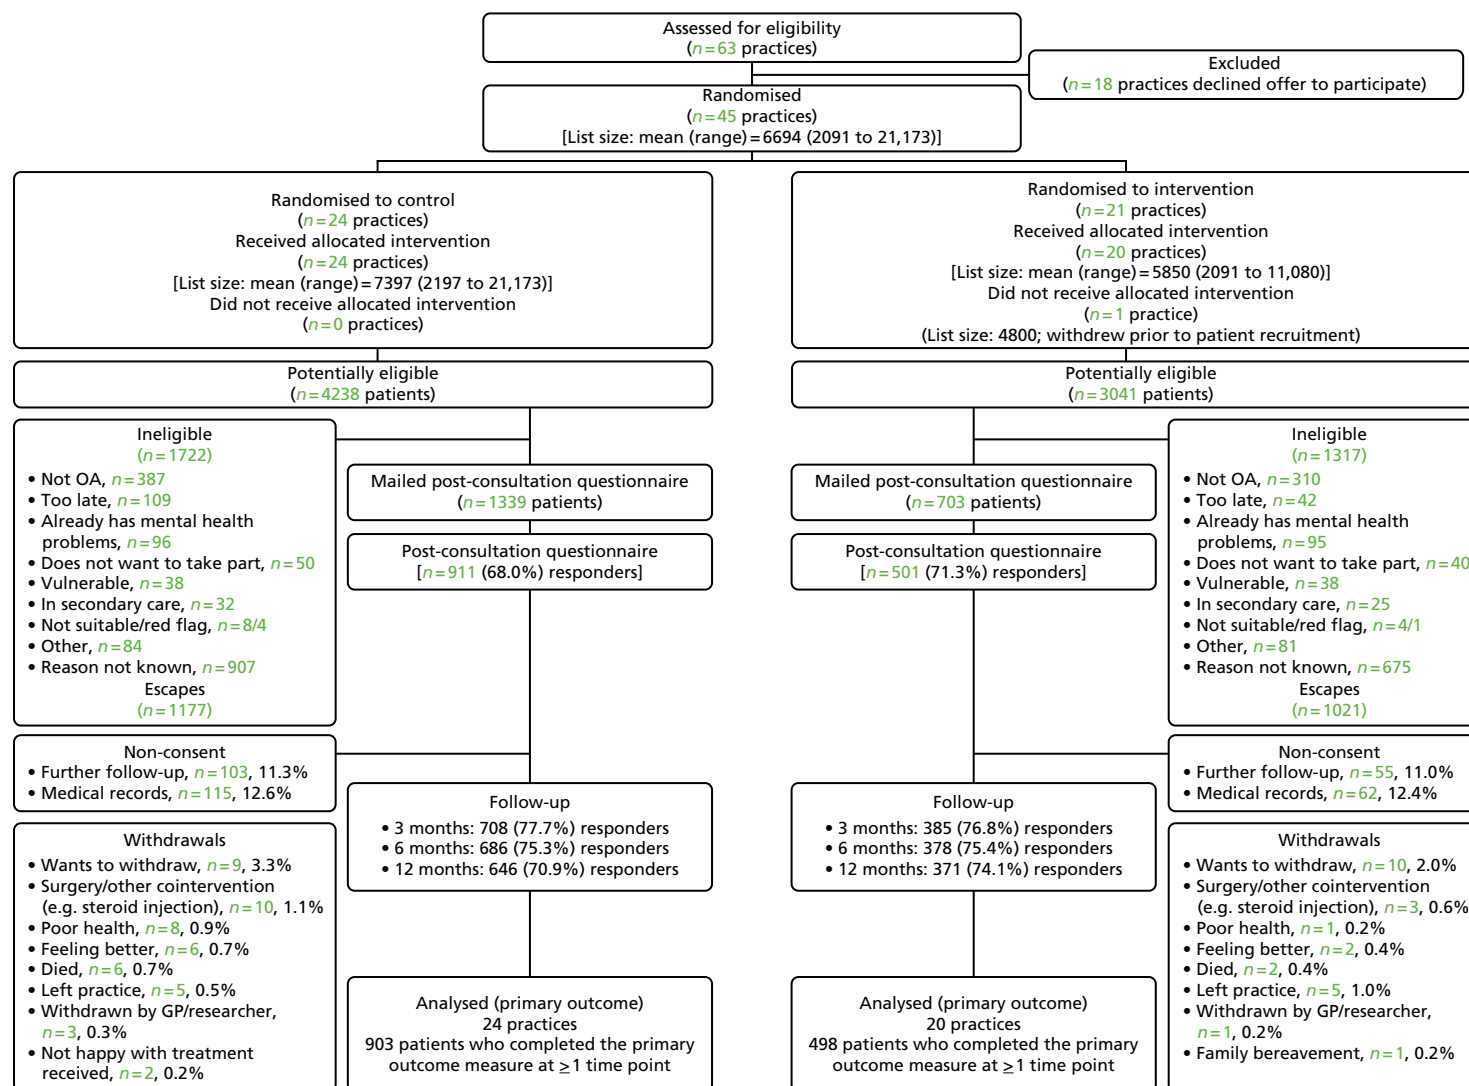 Assessed for eligibility
(n=63 practices)
Excluded
(n=18 practices declined offer to participate)
Randomised
(n=45 practices)
[List size: mean (range)=6694 (2091 to 21,173)]
Randomised to control
(n=24 practices)
Received allocated intervention
(n=24 practices)
[List size: mean (range)=7397 (2197 to 21,173)]
Did not receive allocated intervention
(n=0 practices)
Randomised to intervention
(n=21 practices)
Received allocated intervention
(n=20 practices)
[List size: mean (range)=5850 (2091 to 11,080)]
Did not receive allocated intervention
(n=1 practice)
(List size: 4800; withdrew prior to patient recruitment)
Potentially eligible
(n=4238 patients)
Potentially eligible
(n=3041 patients)
Ineligible
(n=1722)
• Not OA, n=387
• Too late, n=109
• Already has mental health
problems, n=96
• Does not want to take part, n=50
• Vulnerable, n=38
• In secondary care, n=32
• Not suitable/red flag, n=8/4
• Other, n=84
• Reason not known, n=907
Escapes
(n=1177)
Mailed post-consultation questionnaire
(n=1339 patients)
Post-consultation questionnaire
[n=911 (68.0%) responders]
Mailed post-consultation questionnaire
(n=703 patients)
Post-consultation questionnaire
[n=501 (71.3%) responders]
Ineligible
(n=1317)
• Not OA, n=310
• Too late, n=42
• Already has mental health
problems, n=95
• Does not want to take part, n=40
• Vulnerable, n=38
• In secondary care, n=25
• Not suitable/red flag, n=4/1
• Other, n=81
• Reason not known, n=675
Escapes
(n=1021)
Non-consent
• Further follow-up, n=103, 11.3%
• Medical records, n=115, 12.6%
Non-consent
• Further follow-up, n=55, 11.0%
• Medical records, n=62, 12.4%
Follow-up
• 3 months: 708 (77.7%) responders
• 6 months: 686 (75.3%) responders
• 12 months: 646 (70.9%) responders
Follow-up
• 3 months: 385 (76.8%) responders
• 6 months: 378 (75.4%) responders
• 12 months: 371 (74.1%) responders
Withdrawals
• Wants to withdraw, n=9, 3.3%
• Surgery/other cointervention
(e.g. steroid injection), n=10, 1.1%
• Poor health, n=8, 0.9%
• Feeling better, n=6, 0.7%
• Died, n=6, 0.7%
• Left practice, n=5, 0.5%
• Withdrawn by GP/researcher,
n=3, 0.3%
• Not happy with treatment
received, n=2, 0.2%
Analysed (primary outcome)
24 practices
903 patients who completed the primary
outcome measure at ≥1 time point
Analysed (primary outcome)
20 practices
498 patients who completed the primary
outcome measure at ≥1 time point
Withdrawals
• Wants to withdraw, n=10, 2.0%
• Surgery/other cointervention
(e.g. steroid injection), n=3, 0.6%
• Poor health, n=1, 0.2%
• Feeling better, n=2, 0.4%
• Died, n=2, 0.4%
• Left practice, n=5, 1.0%
• Withdrawn by GP/researcher,
n=1, 0.2%
• Family bereavement, n=1, 0.2%